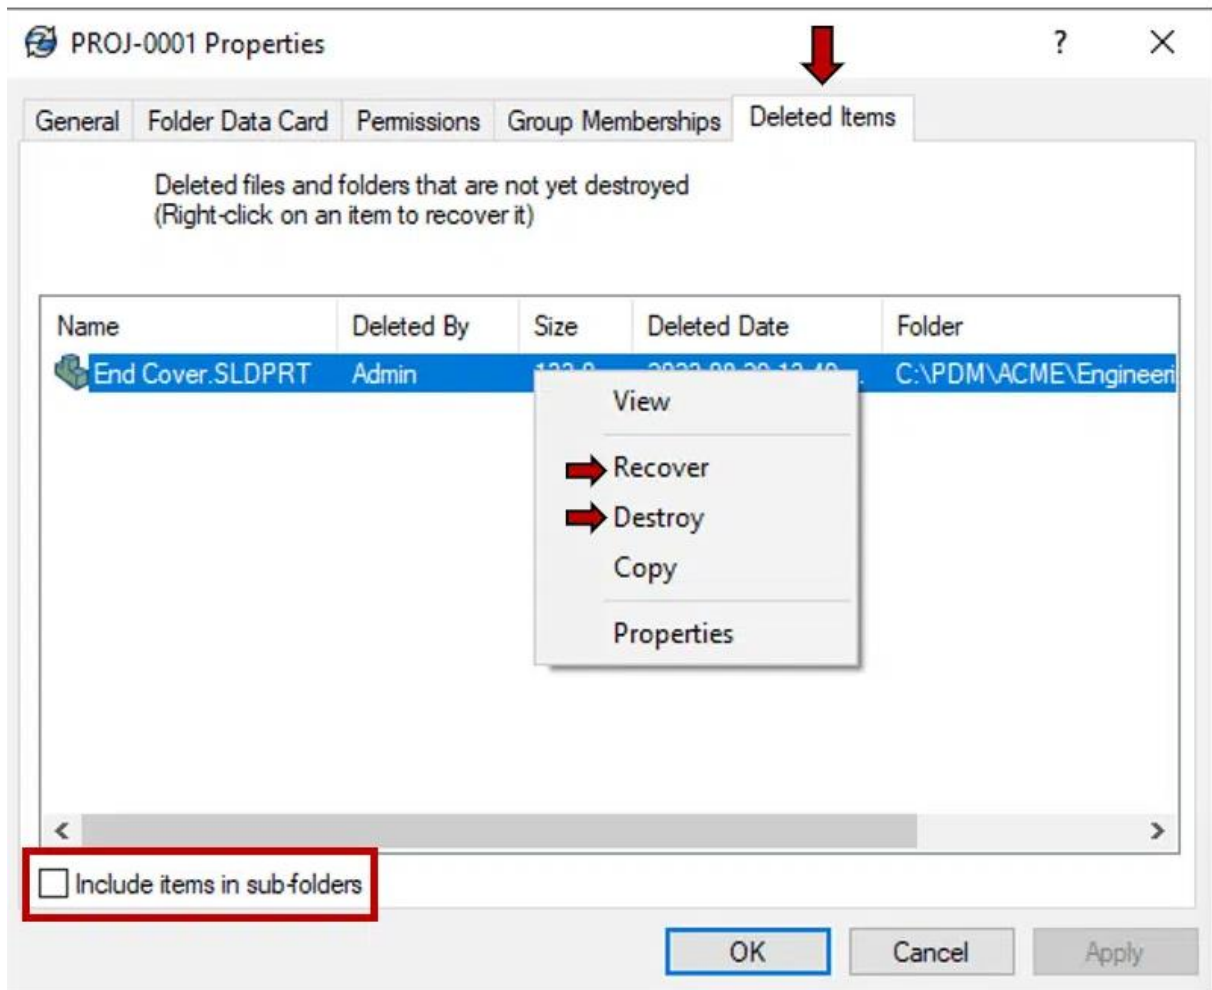 PROJ-0001 Properties ?
General Folder Data Card Permissions Group Memberships Deleted Items
Deleted files and folders that are not yet destroyed
(Right-click on an item to recover it)
Name Deleted By Size Deleted Date Folder
End Cover.SLDPRT Admin C:\PDM\ACME\Engineeri
View
Recover
Destroy
Copy
Properties
Include items in sub-folders
OK Cancel Apply